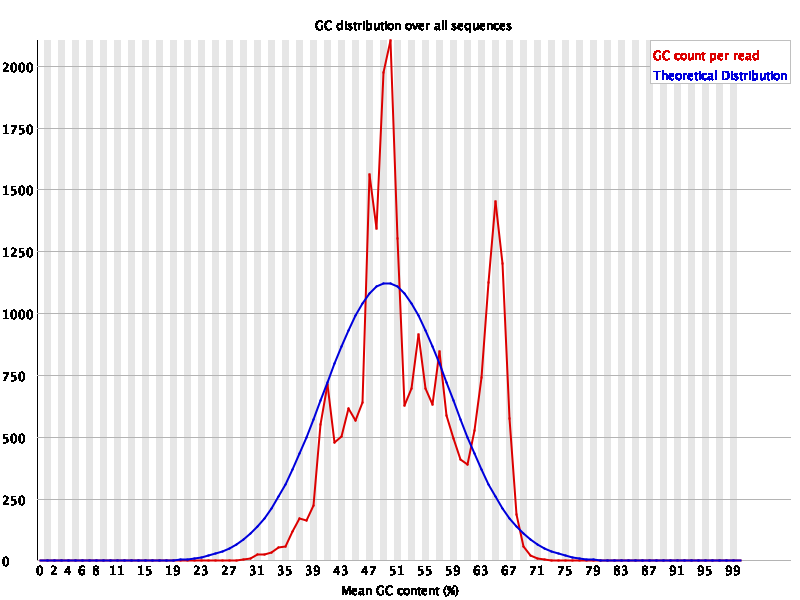 GC distribution over all sequences
GC count per read
Theoretical Distribution
2000
1750
1500
1250
1000
750
500
250
0
0 2 4 6 8 11 15 19 23 27 31 35 39 43 47 51 55 59 63 67 71 75 79 83 87 91 95 99
Mean GC content (%)